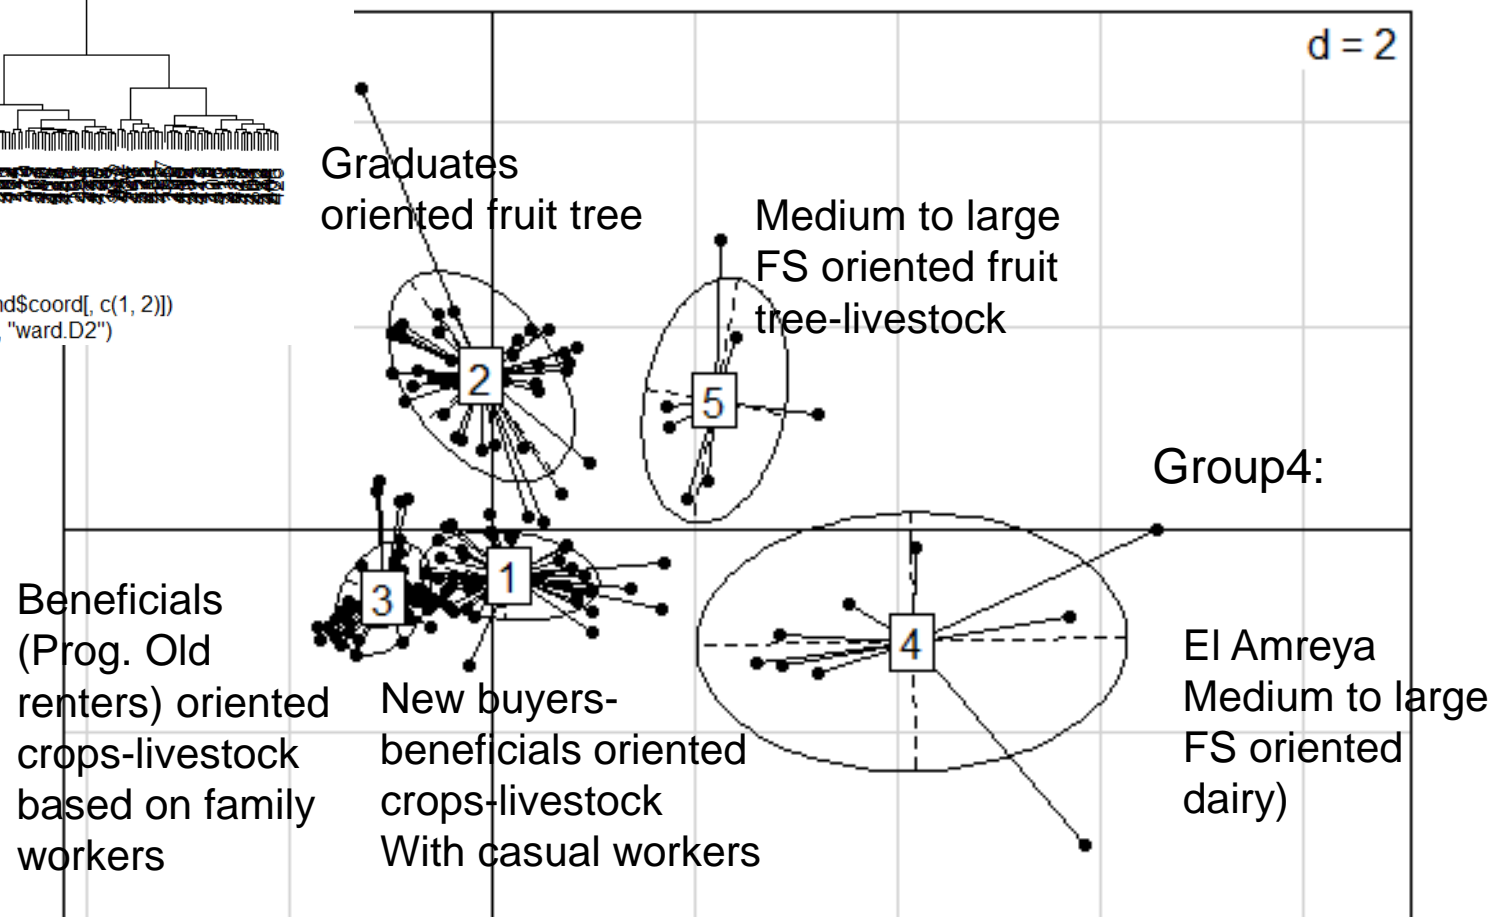 d = 2
Graduates
oriented fruit tree
Medium to large
FS oriented fruit
tree-livestock
nd$coord[, c(1, 2)])
, "ward.D2")
2
5
Group4:
1
3
4
Beneficials
(Prog. Old
renters) oriented
crops-livestock
based on family
workers
New buyers-
beneficials oriented
crops-livestock
With casual workers
El Amreya
Medium to large
FS oriented
dairy)